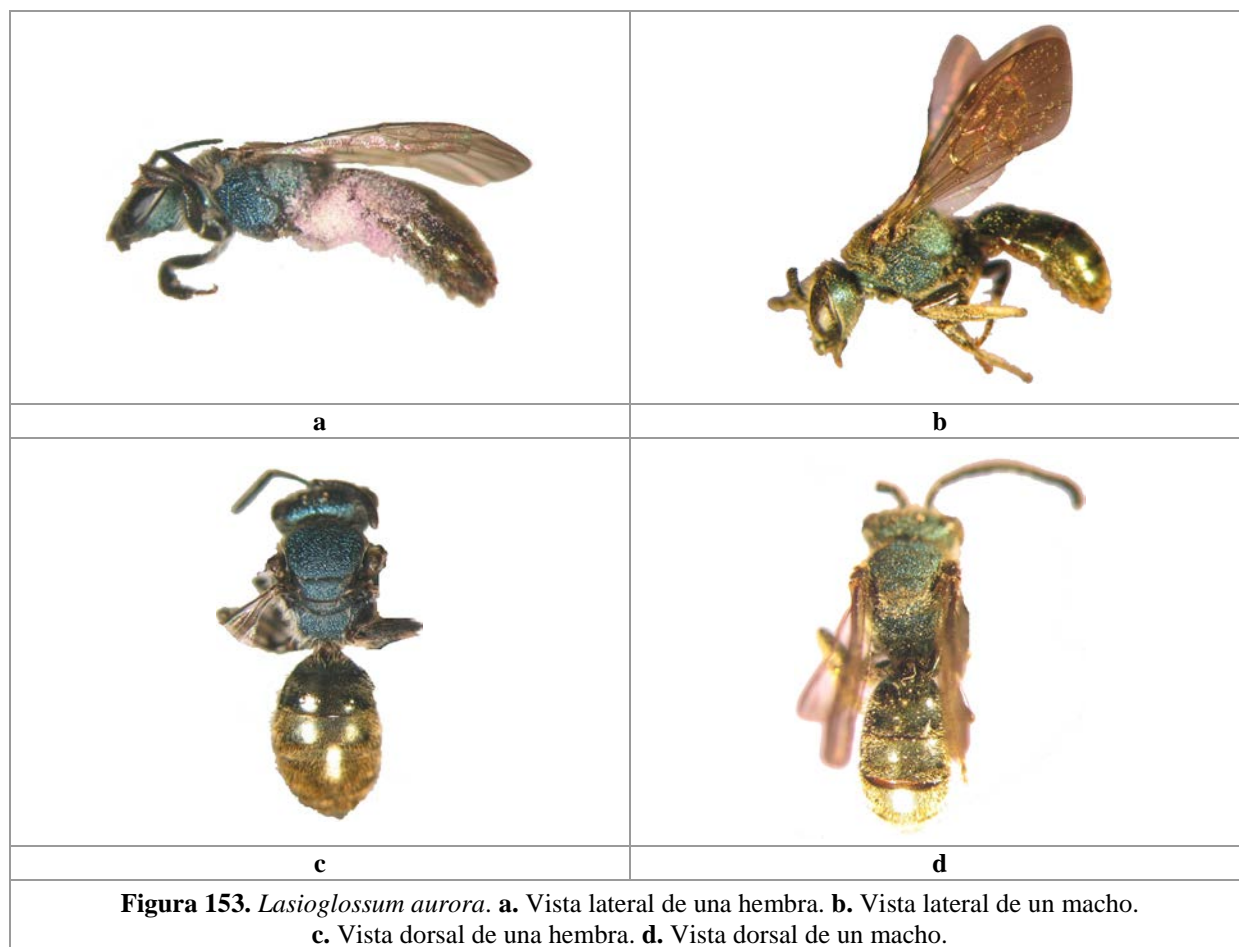 a
b
c
d
Figura 153. Lasioglossum aurora. a. Vista lateral de una hembra. b. Vista lateral de un macho.
c. Vista dorsal de una hembra. d. Vista dorsal de un macho.